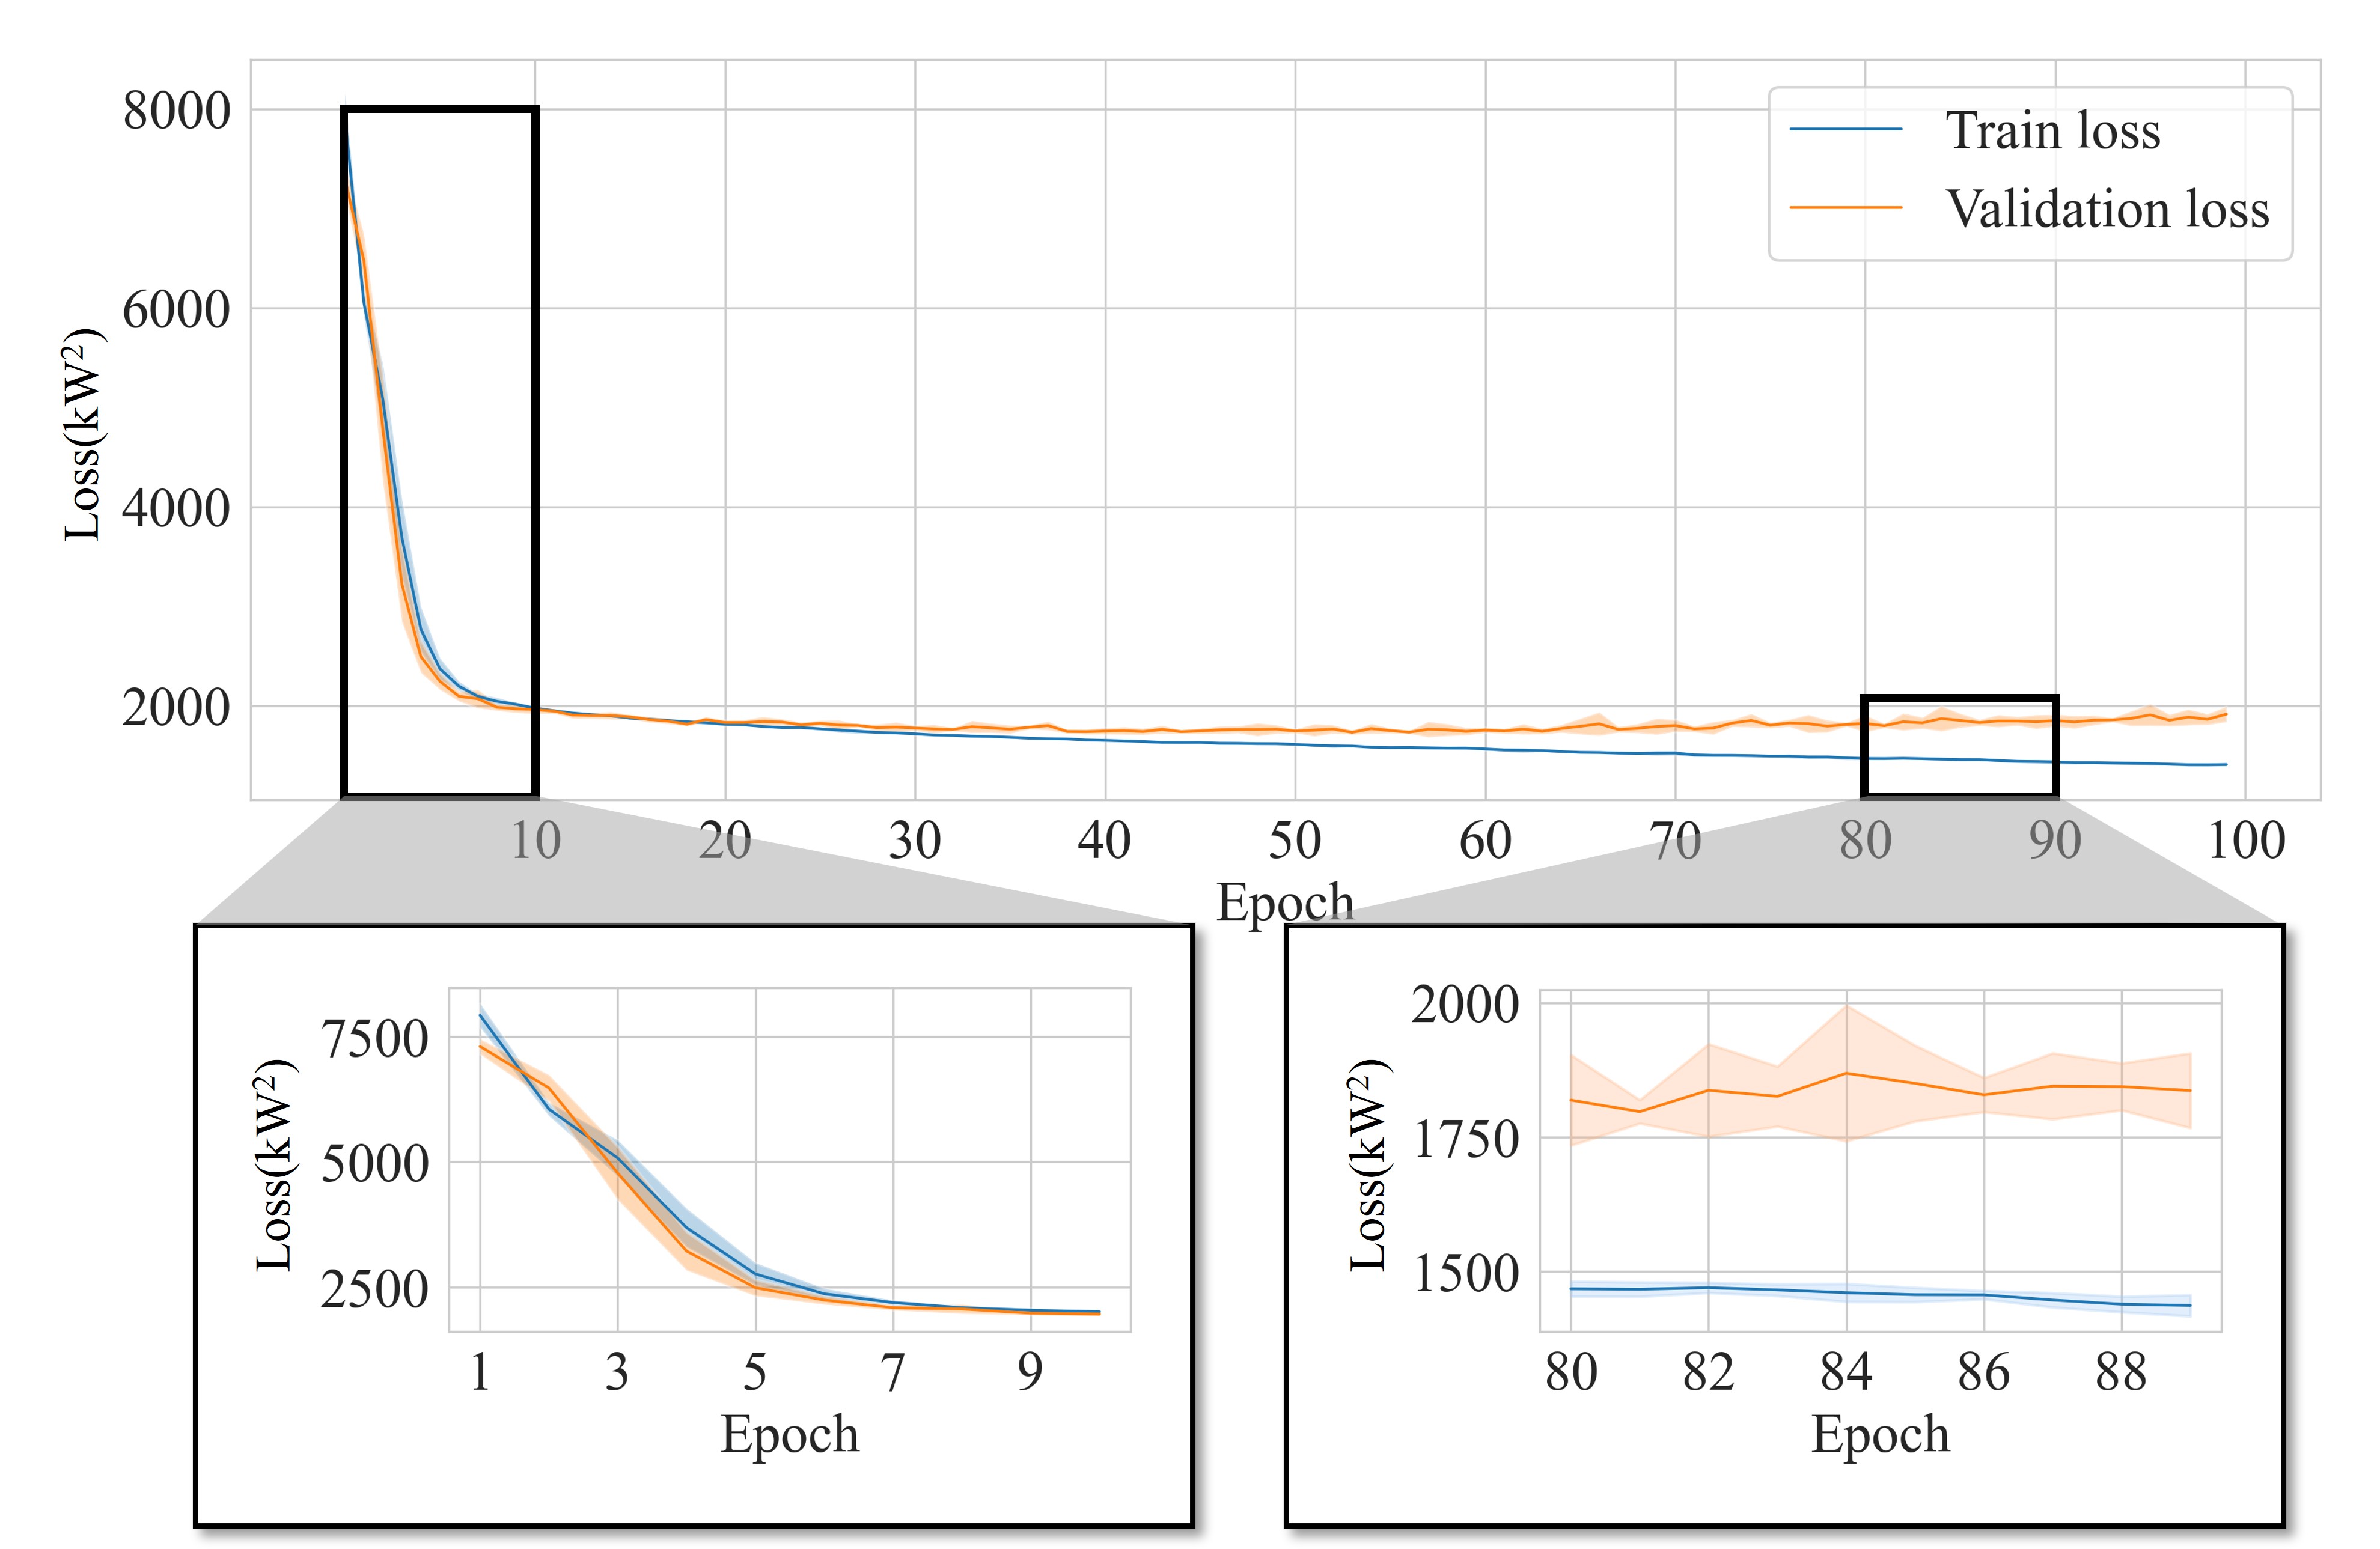 8000
6000
4000
2000
Loss(kW²)
Train loss
Validation loss
10 20 30 40 50 60 70 80 90 100
Epoch
7500
5000
2500
Loss(kW²)
1 3 5 7 9
Epoch
2000
1750
1500
Loss(kW²)
80 82 84 86 88
Epoch